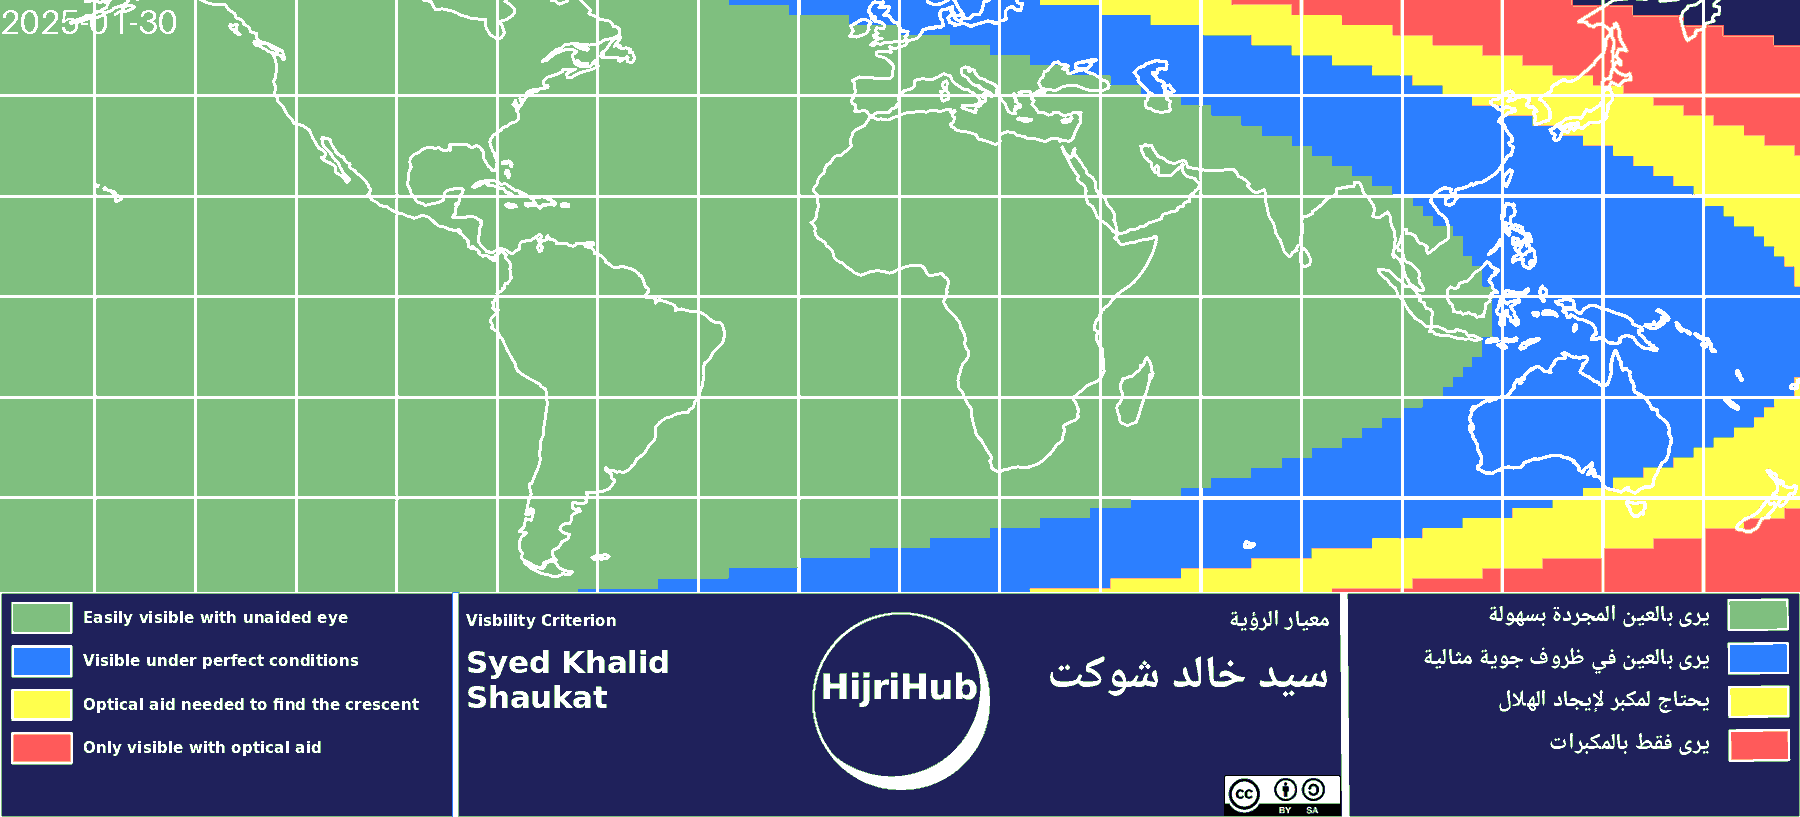 2025-01-30
Easily visible with unaided eye
Visible under perfect conditions
Optical aid needed to find the crescent
Only visible with optical aid
Visbility Criterion
Syed Khalid
Shaukat
HijriHub
معيار الرؤية
سيد خالد شوكت
cc
BY SA
يرى بالعين المجردة بسهولة
يرى بالعين في ظروف جوية مثالية
يحتاج لمكبر لإيجاد الهلال
يرى فقط بالمكبرات